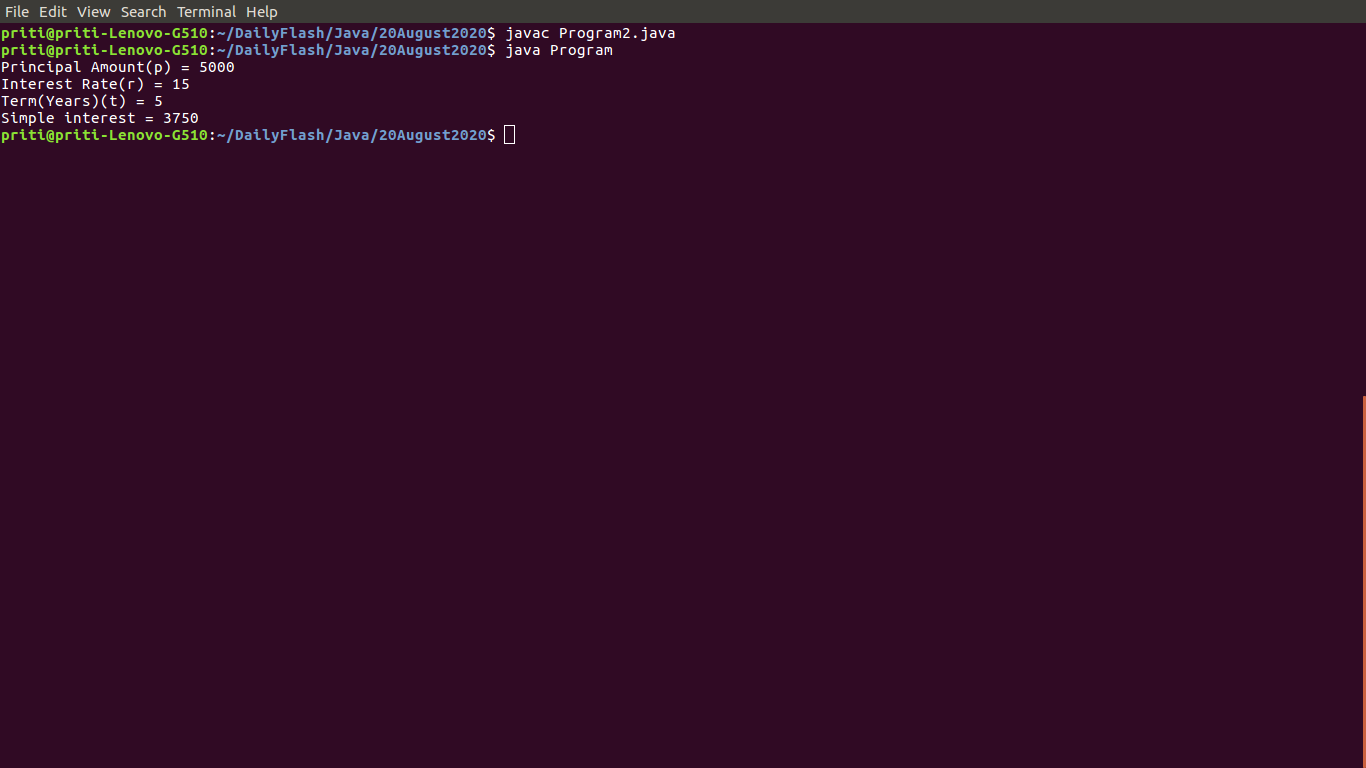 File Edit View Search Terminal Help
priti@priti-Lenovo-G510:~/DailyFlash/Java/20August2020$ javac Program2.java
priti@priti-Lenovo-G510:~/DailyFlash/Java/20August2020$ java Program
Principal Amount(p) = 5000
Interest Rate(r) = 15
Term(Years)(t) = 5
Simple interest = 3750
priti@priti-Lenovo-G510:~/DailyFlash/Java/20August2020$